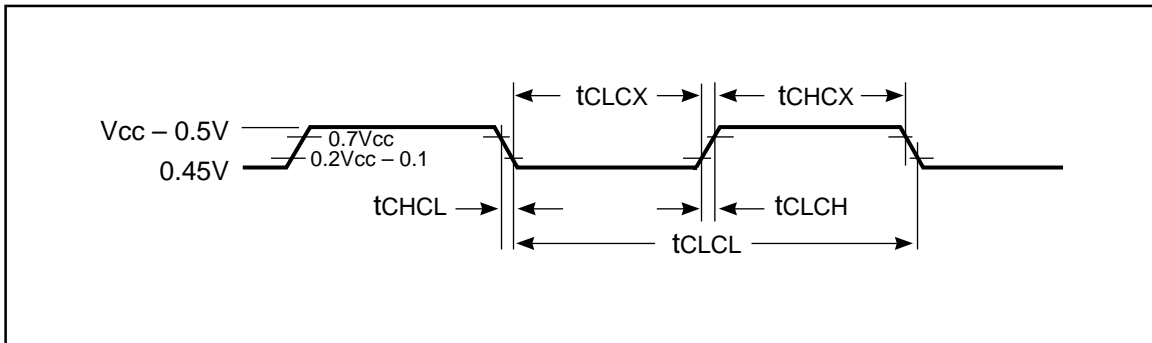 tCLCX
tCHCX
Vcc – 0.5V
0.7Vcc
0.2Vcc – 0.1
0.45V
tCHCL
tCLCH
tCLCL